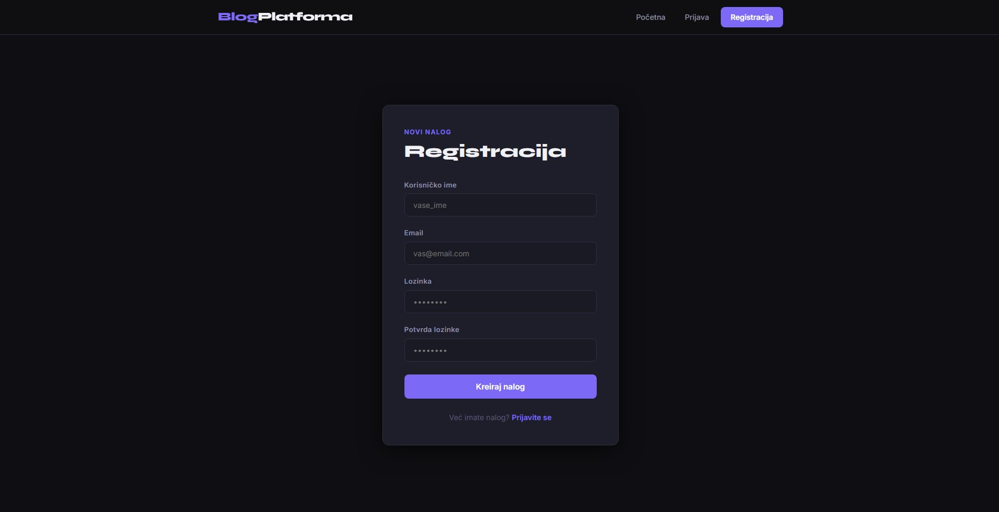 BlogPlatforma
Početna
Prijava
Registracija
NOVI NALOG
Registracija
Korisničko ime
vase_ime
Email
vas@email.com
Lozinka
••••••••
Potvrda lozinke
••••••••
Kreiraj nalog
Već imate nalog? Prijavite se